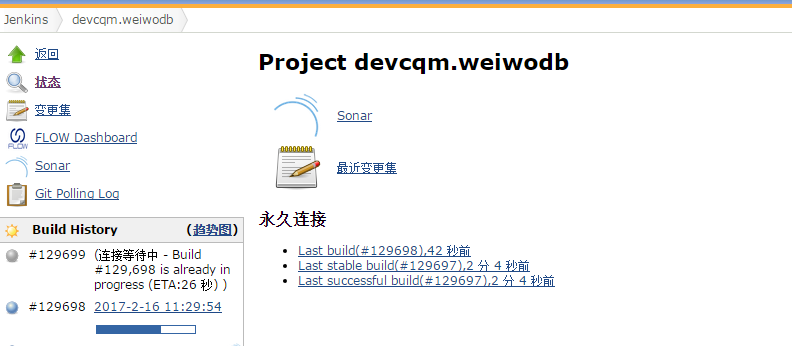 Jenkins devcqm.weiwodb
返回
状态
变更集
FLOW Dashboard
FLOW
Sonar
Git Polling Log
Build History (趋势图)
#129699 (连接等待中 - Build
#129,698 is already in
progress (ETA:26 秒) )
#129698 2017-2-16 11:29:54
Project devcqm.weiwodb
Sonar
最近变更集
永久连接
Last build(#129698),42 秒前
Last stable build(#129697),2 分 4 秒前
Last successful build(#129697),2 分 4 秒前